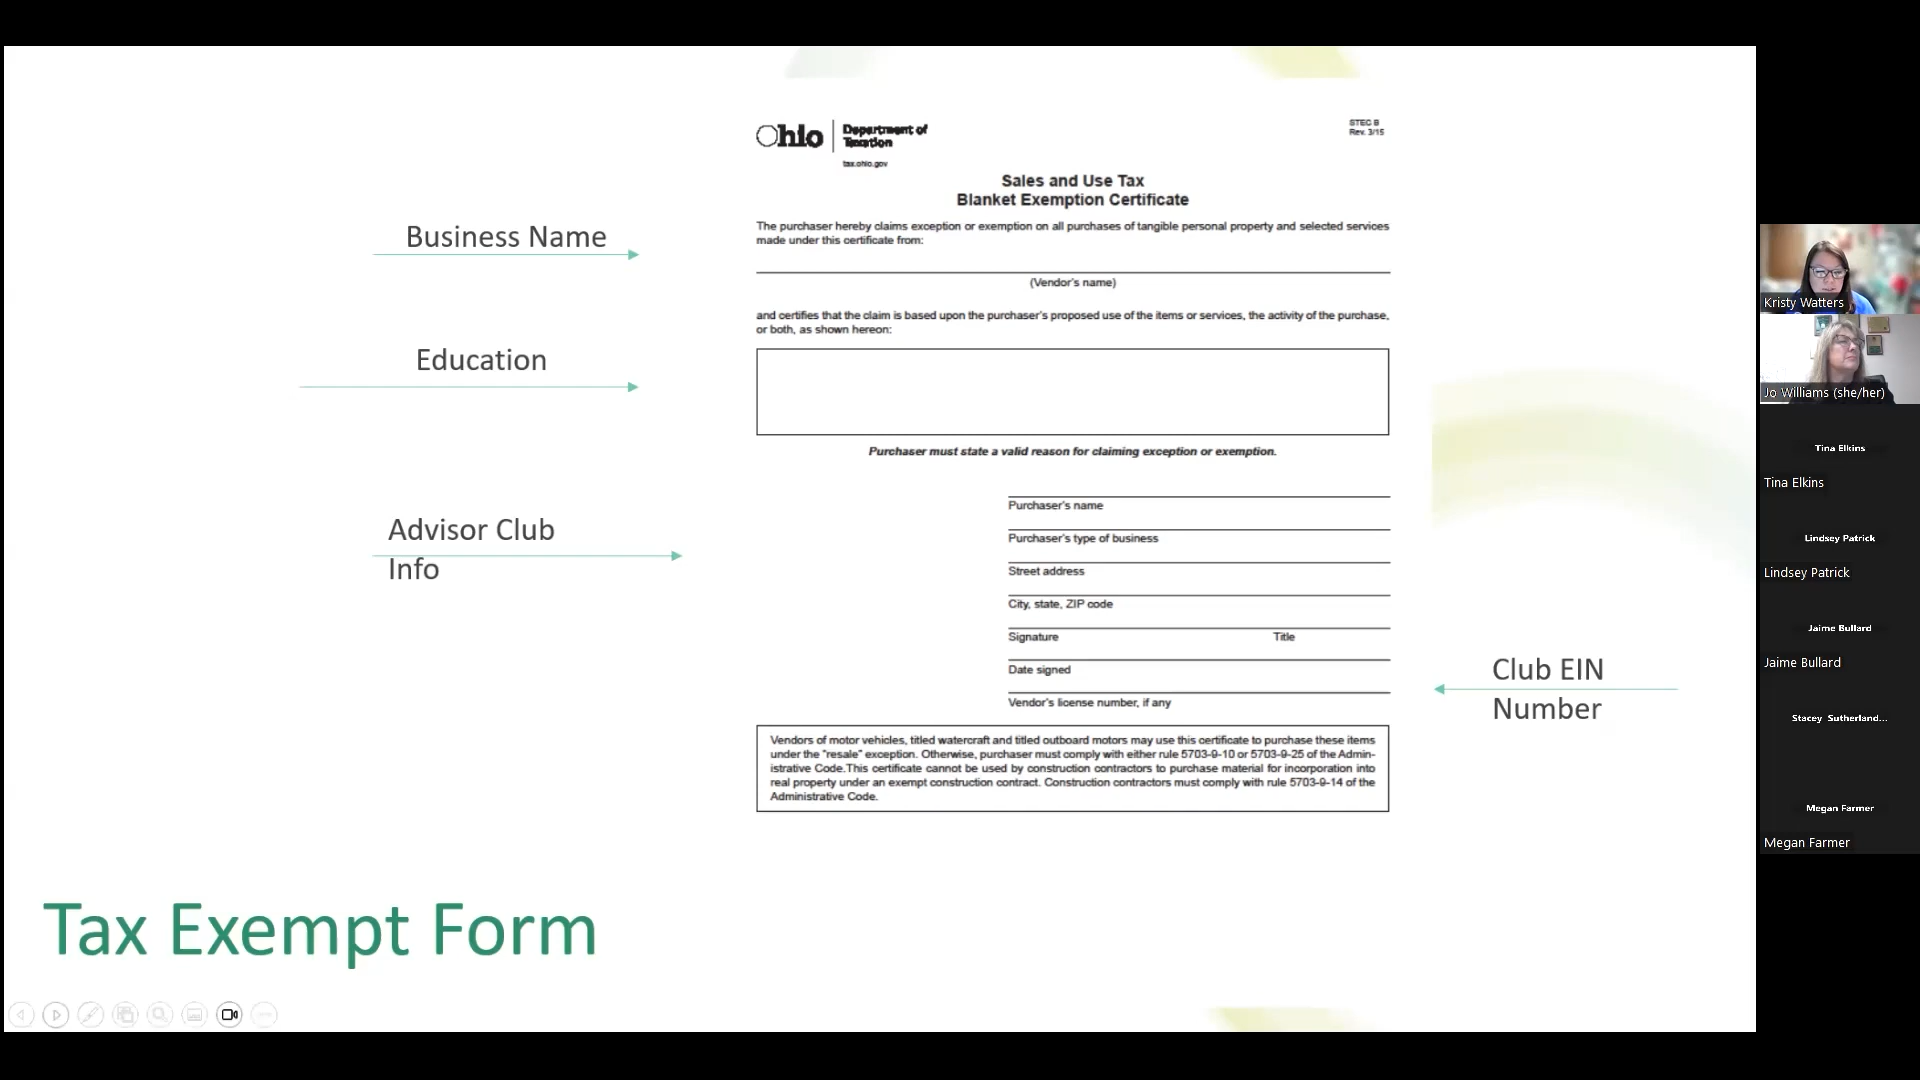 Ohio
Department of
Taxation
tax.ohio.gov
STEC B
Rev. 3/15
Sales and Use Tax
Blanket Exemption Certificate
The purchaser hereby claims exception or exemption on all purchases of tangible personal property and selected services
made under this certificate from:
(Vendor's name)
and certifies that the claim is based upon the purchaser's proposed use of the items or services, the activity of the purchase,
or both, as shown hereon:
Purchaser must state a valid reason for claiming exception or exemption.
Purchaser's name
Purchaser's type of business
Street address
City, state, ZIP code
Signature Title
Date signed
Vendor's license number, if any
Vendors of motor vehicles, titled watercraft and titled outboard motors may use this certificate to purchase these items
under the "resale" exception. Otherwise, purchaser must comply with either rule 5703-9-10 or 5703-9-25 of the Admin-
istrative Code.This certificate cannot be used by construction contractors to purchase material for incorporation into
real property under an exempt construction contract. Construction contractors must comply with rule 5703-9-14 of the
Administrative Code.
Business Name
Education
Advisor Club
Info
Club EIN
Number
Tax Exempt Form
Kristy Watters
Jo Williams (she/her)
Tina Elkins
Tina Elkins
Lindsey Patrick
Lindsey Patrick
Jaime Bullard
Jaime Bullard
Stacey Sutherland...
Megan Farmer
Megan Farmer